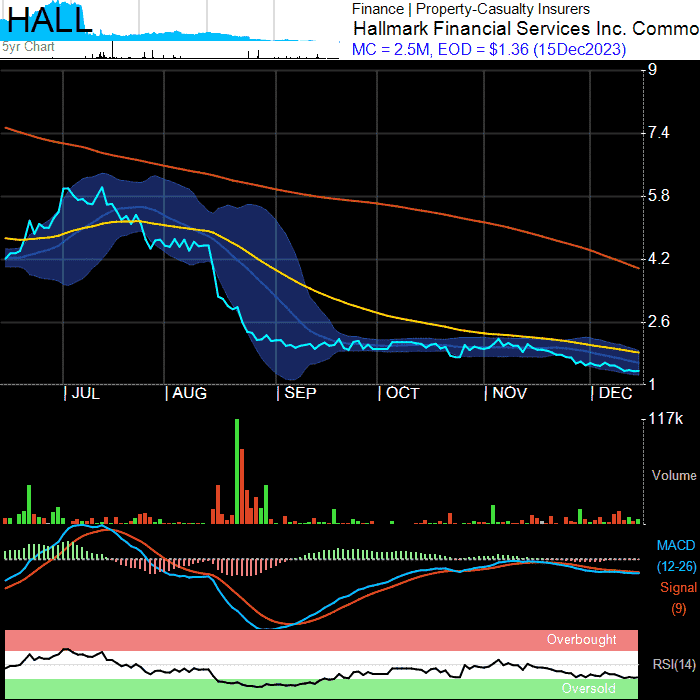 HALL
5yr Chart
Finance | Property-Casualty Insurers
Hallmark Financial Services Inc. Commo
MC = 2.5M, EOD = $1.36 (15Dec2023)
9
7.4
5.8
4.2
2.6
1
JUL
AUG
SEP
OCT
NOV
DEC
117k
Volume
MACD
(12-26)
Signal
(9)
Overbought
RSI(14)
Oversold